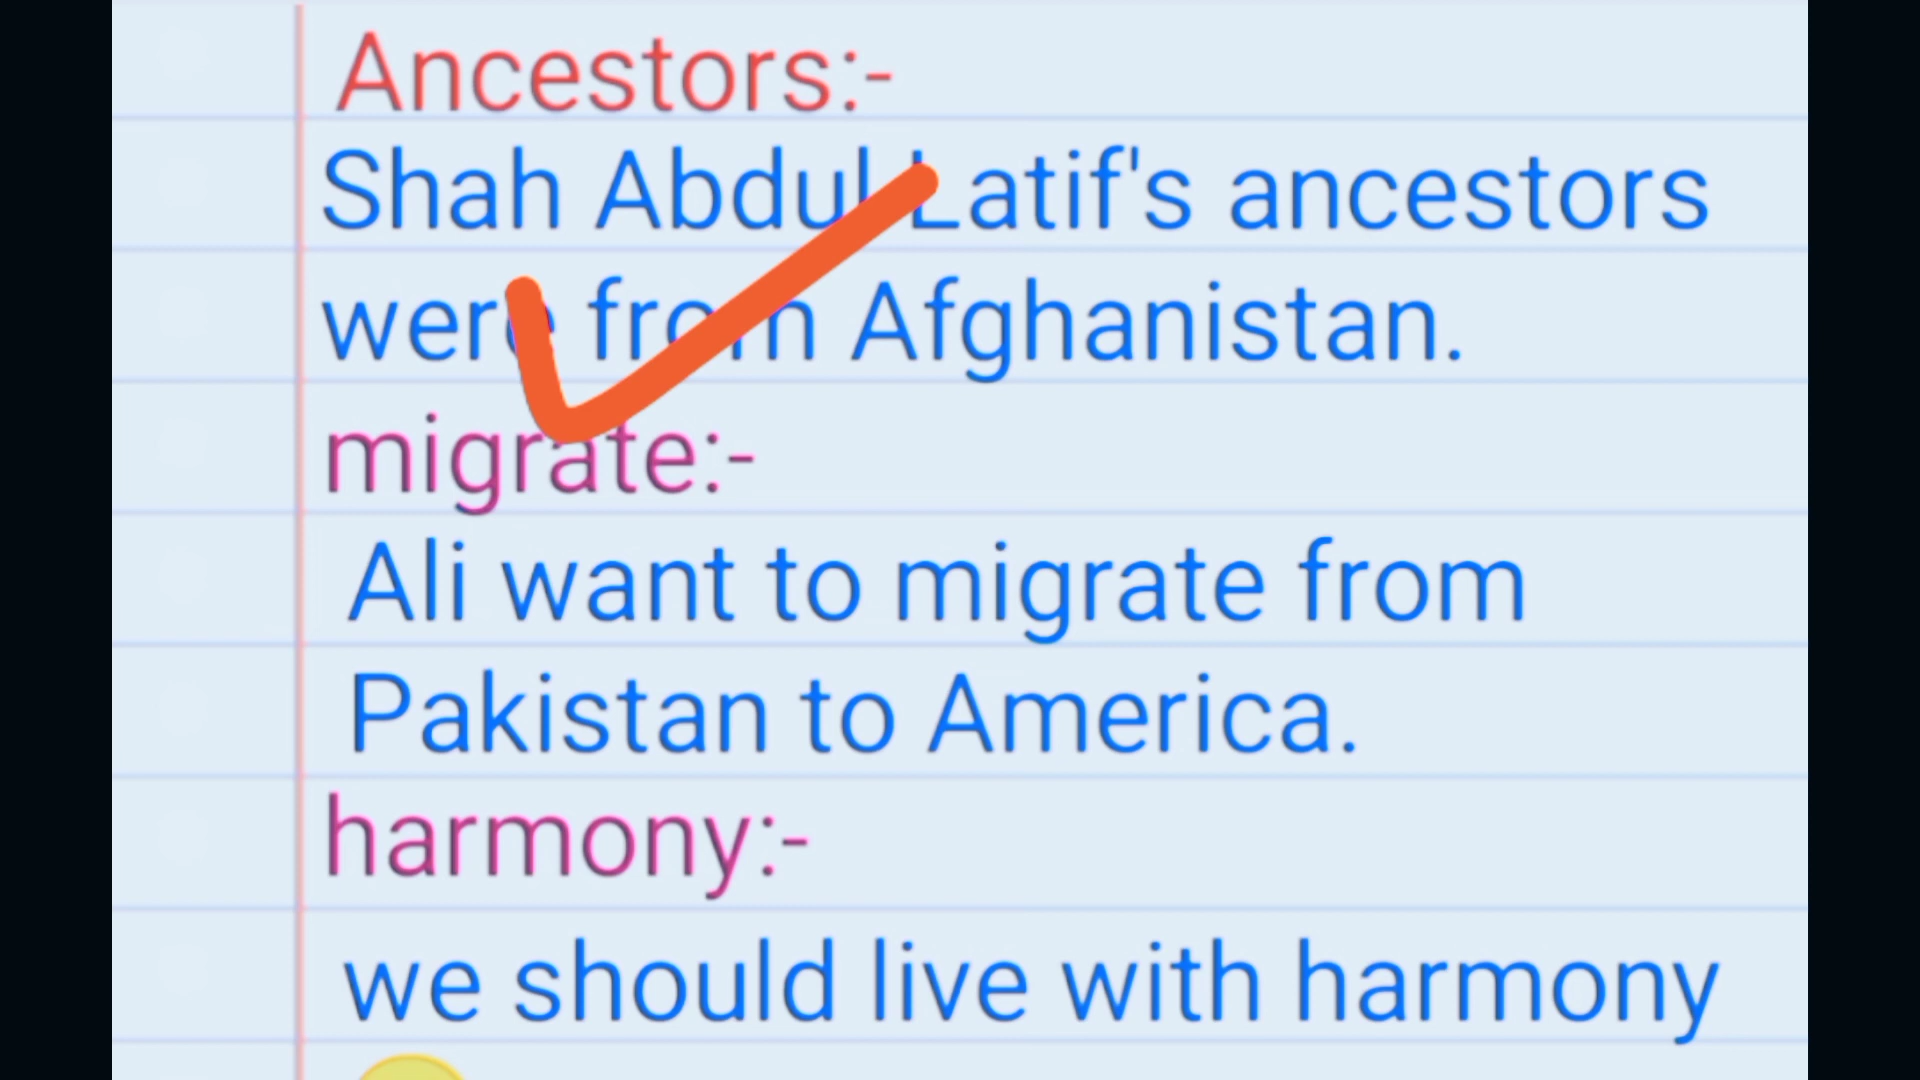 Ancestors:-
Shah Abdul Latif's ancestors
were from Afghanistan.
migrate:-
Ali want to migrate from
Pakistan to America.
harmony:-
we should live with harmony